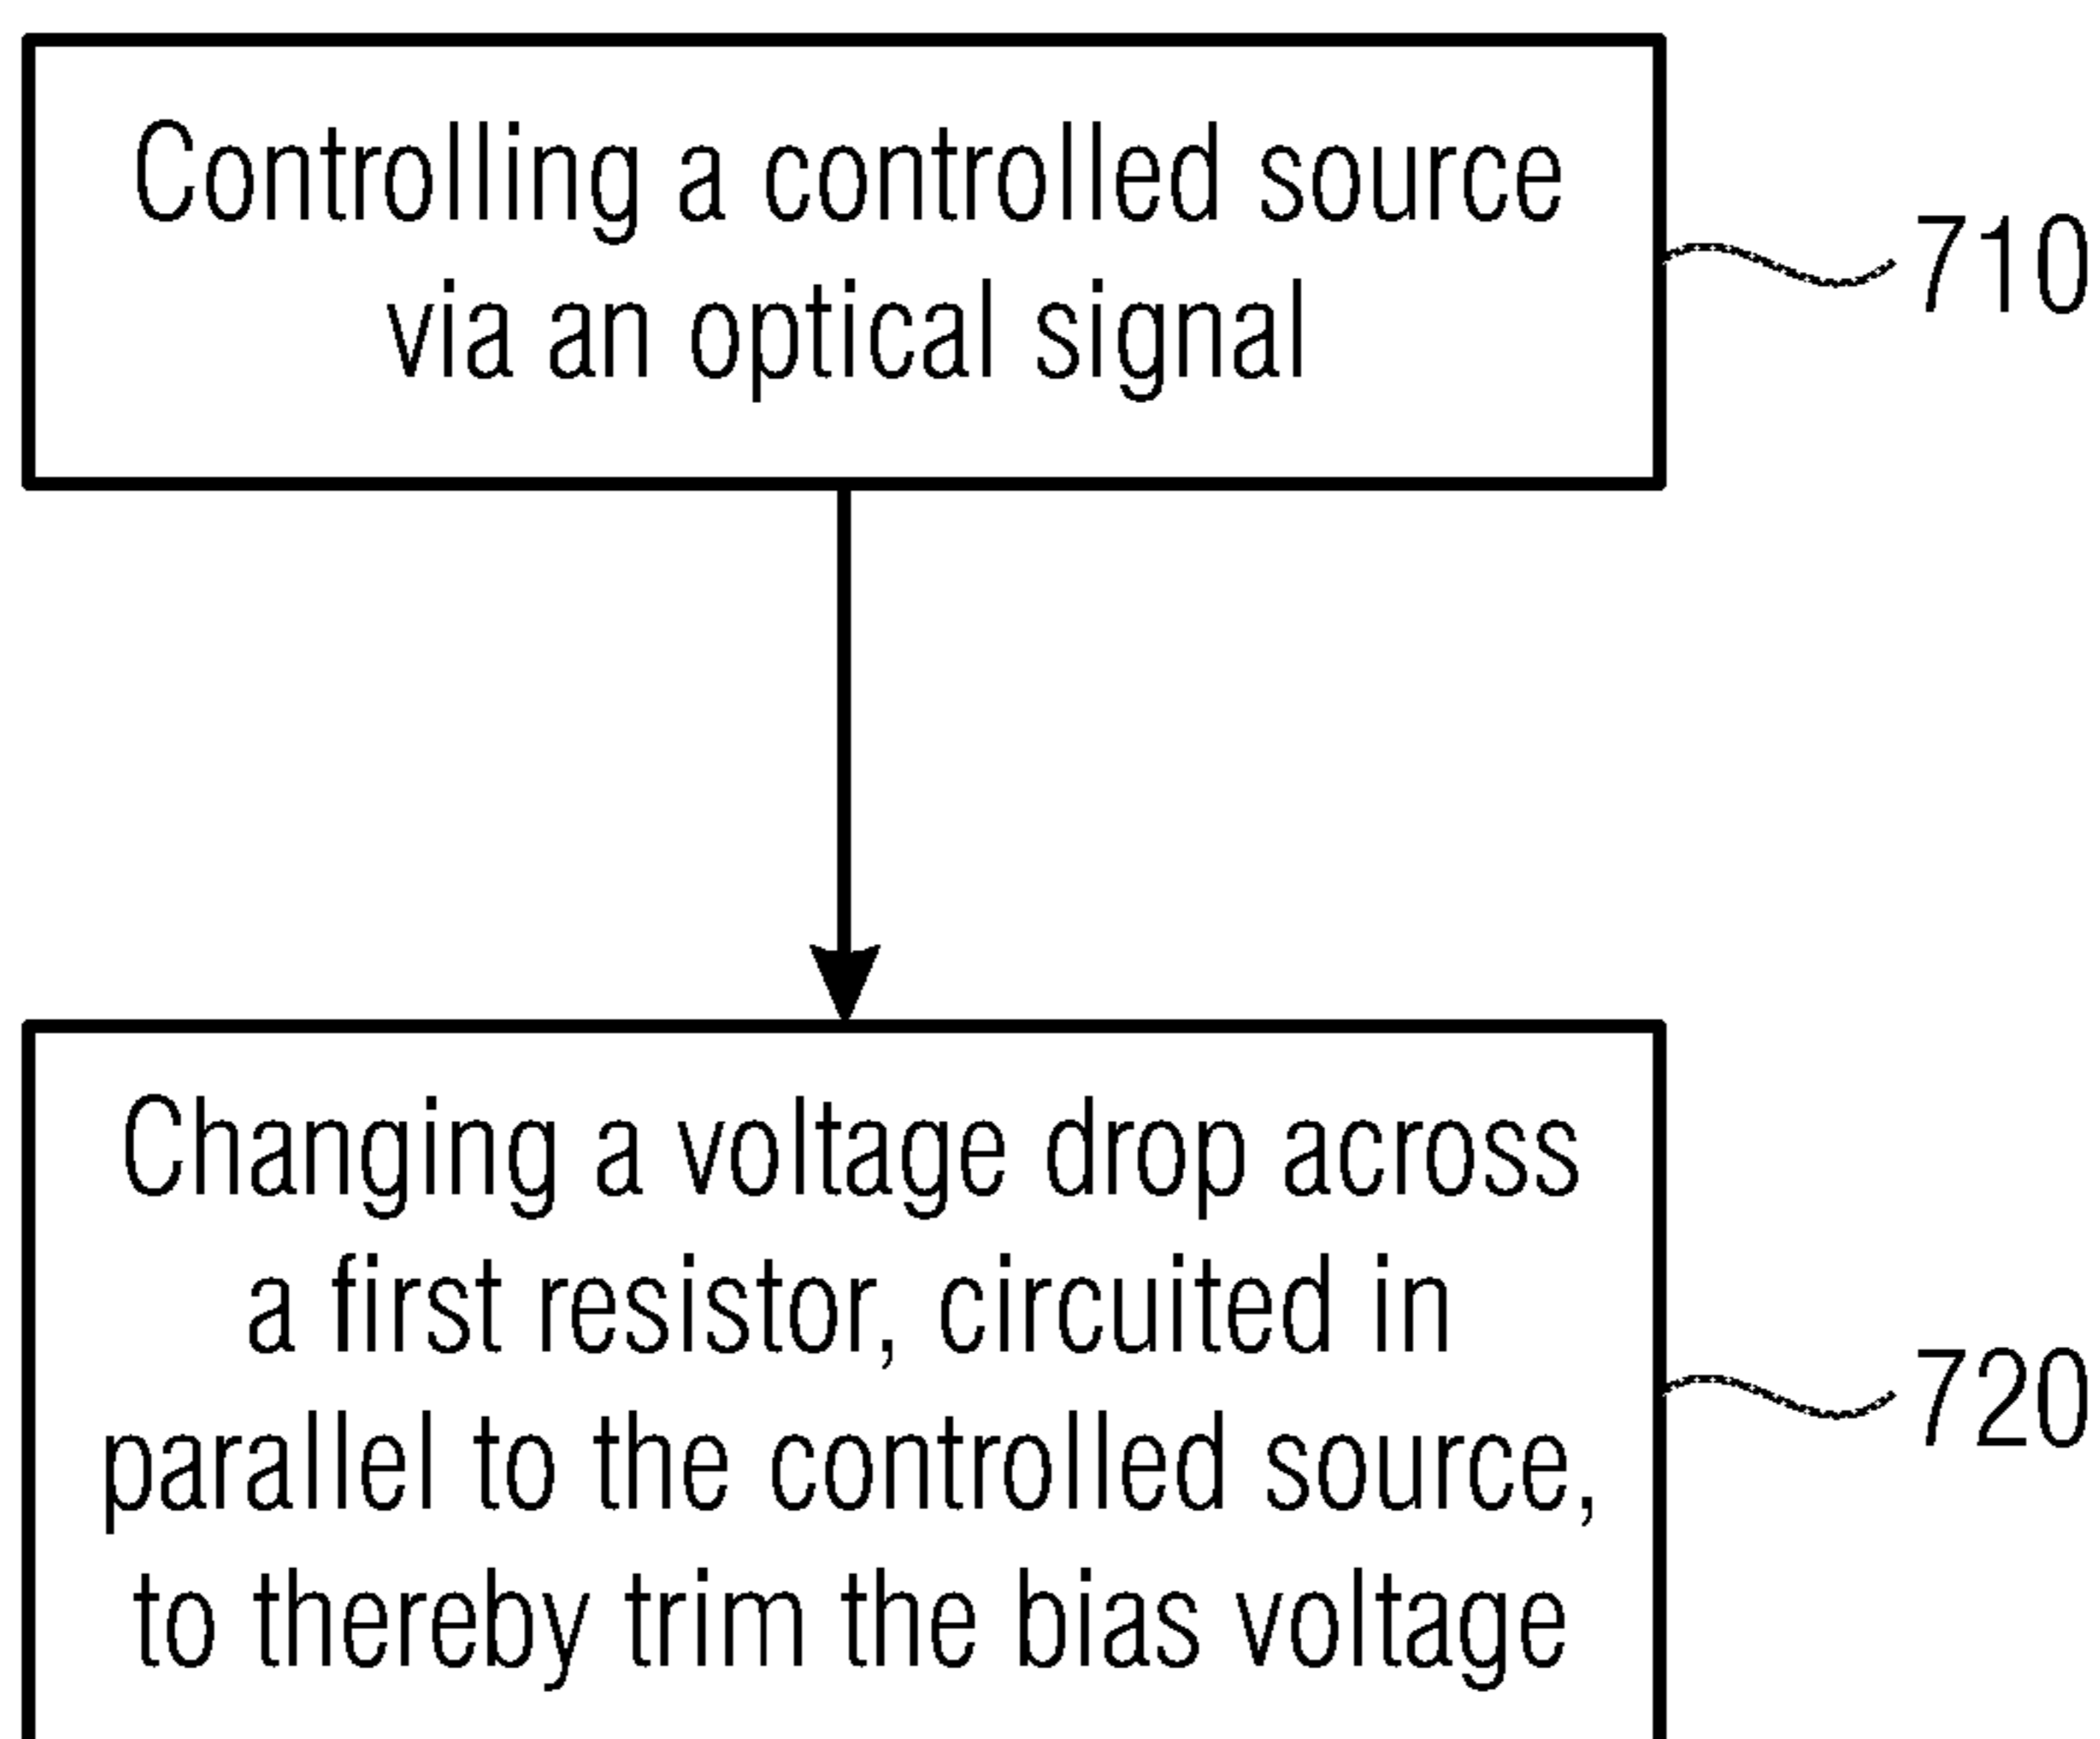 Controlling a controlled source
via an optical signal
710
Changing a voltage drop across
a first resistor, circuited in
parallel to the controlled source,
to thereby trim the bias voltage
720